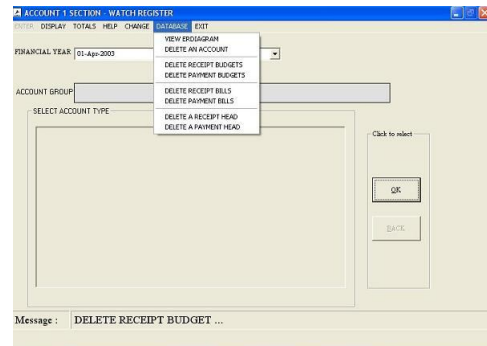 ACCOUNT 1 SECTION - WATCH REGISTER
ENTER DISPLAY TOTALS HELP CHANGE DATABASE EXIT
VIEW ERDIAGRAM
DELETE AN ACCOUNT
DELETE RECEIPT BUDGETS
DELETE PAYMENT BUDGETS
DELETE RECEIPT BILLS
DELETE PAYMENT BILLS
DELETE A RECEIPT HEAD
DELETE A PAYMENT HEAD
FINANCIAL YEAR 01-Apr-2003
ACCOUNT GROUP
SELECT ACCOUNT TYPE
Click to select
OK
BACK
Message : DELETE RECEIPT BUDGET ...